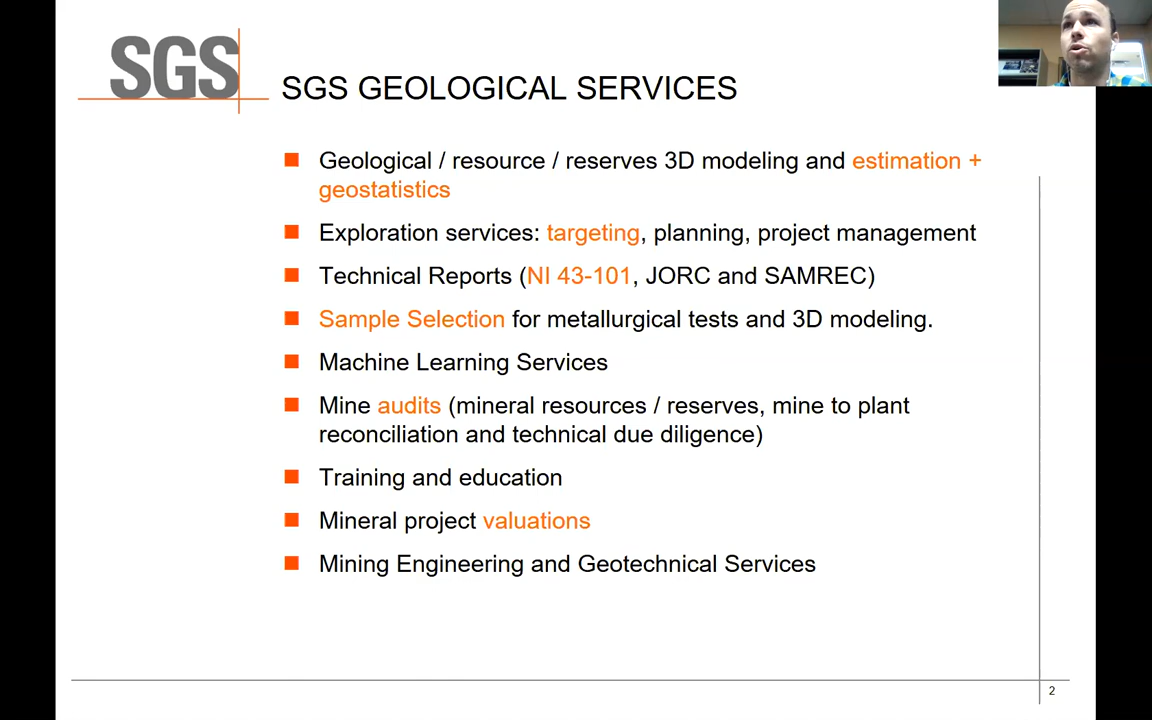 SGS
SGS GEOLOGICAL SERVICES
Geological / resource / reserves 3D modeling and estimation +
geostatistics
Exploration services: targeting, planning, project management
Technical Reports (NI 43-101, JORC and SAMREC)
Sample Selection for metallurgical tests and 3D modeling.
Machine Learning Services
Mine audits (mineral resources / reserves, mine to plant
reconciliation and technical due diligence)
Training and education
Mineral project valuations
Mining Engineering and Geotechnical Services
2